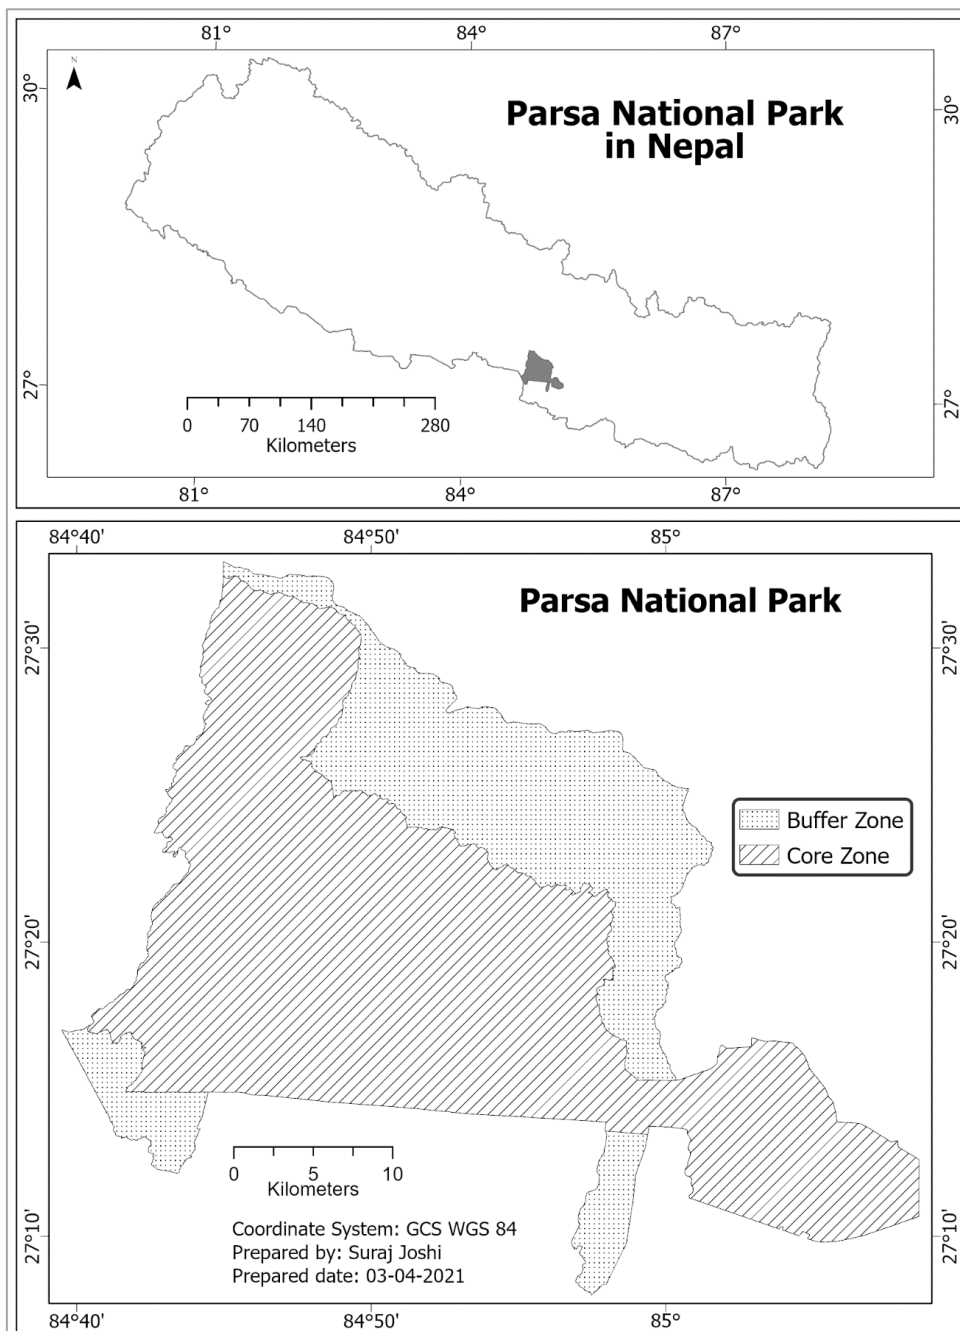 81° 84° 87°
N
30° 30°
Parsa National Park
in Nepal
27° 27°
0 70 140 280
Kilometers
81° 84° 87°
84°40' 84°50' 85°
Parsa National Park
27°30' 27°30'
Buffer Zone
Core Zone
27°20' 27°20'
0 5 10
Kilometers
Coordinate System: GCS WGS 84
Prepared by: Suraj Joshi
Prepared date: 03-04-2021
27°10' 27°10'
84°40' 84°50' 85°